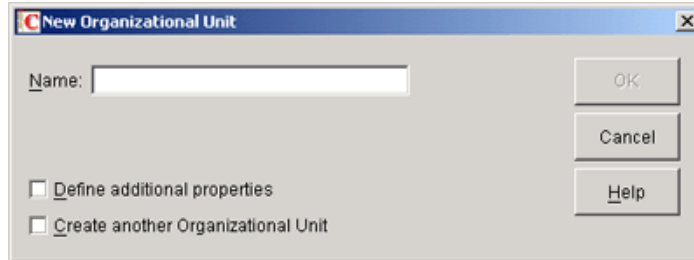 C New Organizational Unit
Name:
OK
Cancel
Define additional properties
Help
Create another Organizational Unit